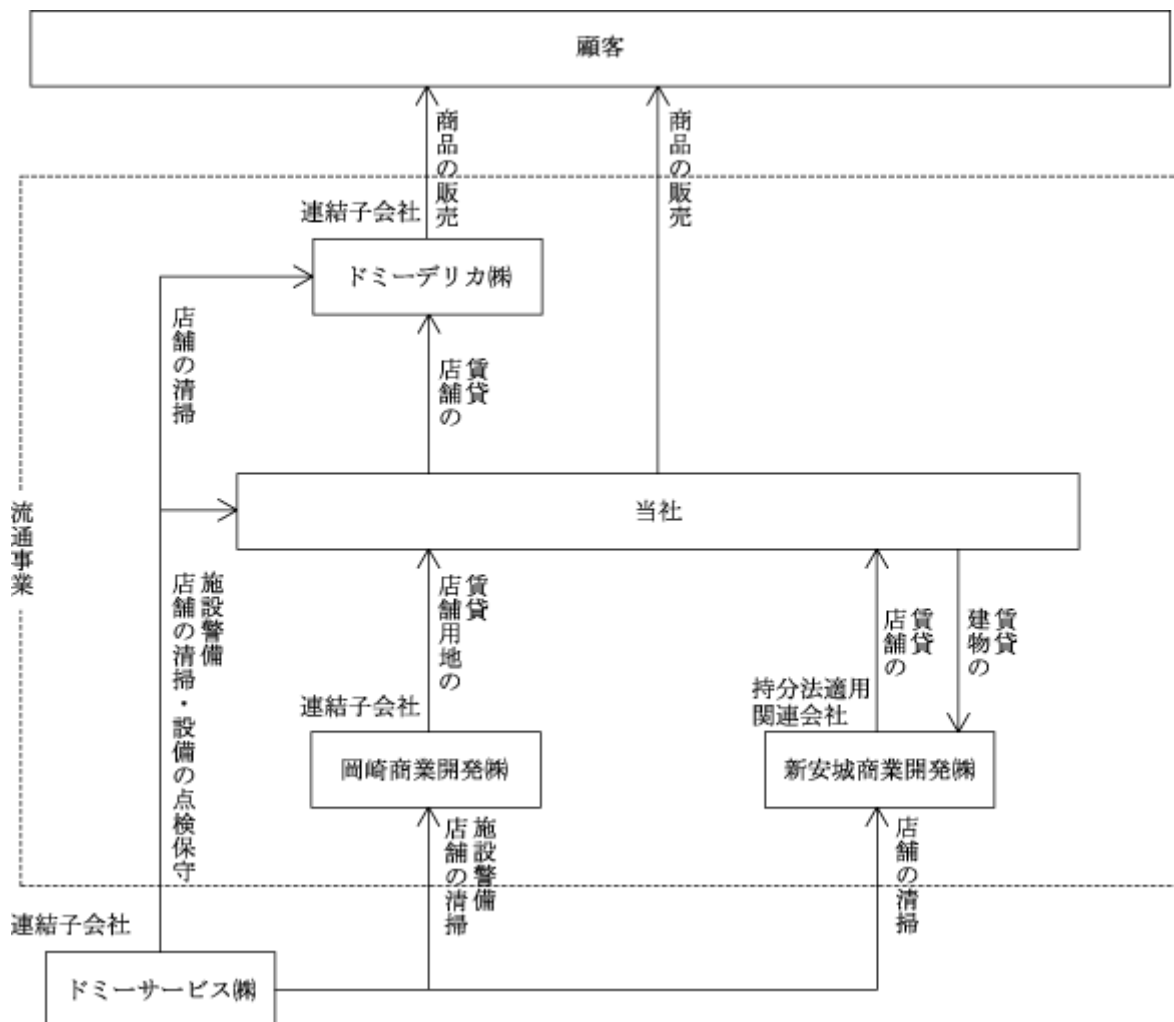 顧客
商品の販売
商品の販売
連結子会社
ドミーデリカ㈱
店舗の清掃
店舗の
賃貸
当社
流通事業
施設警備
店舗の清掃・設備の点検保守
店舗用地の
賃貸
店舗の
賃貸
建物の
賃貸
連結子会社
持分法適用
関連会社
岡崎商業開発㈱
新安城商業開発㈱
施設警備
店舗の清掃
店舗の清掃
連結子会社
ドミーサービス㈱